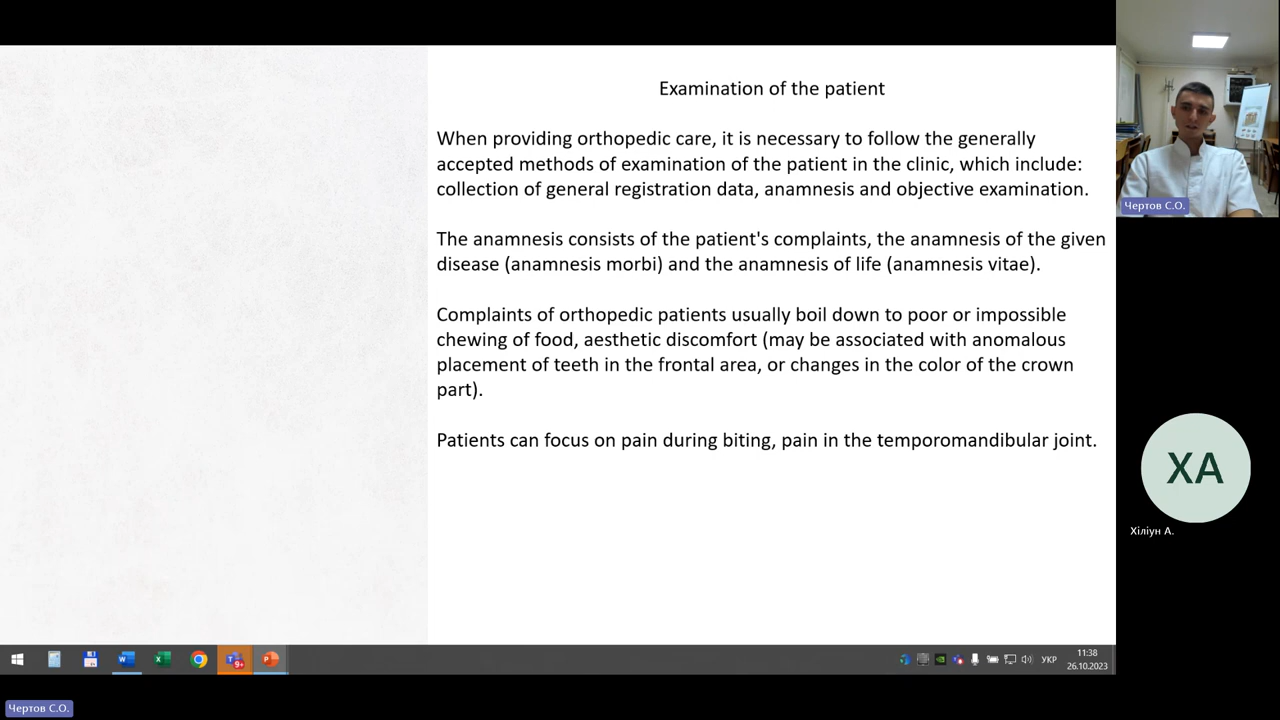 Examination of the patient
When providing orthopedic care, it is necessary to follow the generally
accepted methods of examination of the patient in the clinic, which include:
collection of general registration data, anamnesis and objective examination.
The anamnesis consists of the patient's complaints, the anamnesis of the given
disease (anamnesis morbi) and the anamnesis of life (anamnesis vitae).
Complaints of orthopedic patients usually boil down to poor or impossible
chewing of food, aesthetic discomfort (may be associated with anomalous
placement of teeth in the frontal area, or changes in the color of the crown
part).
Patients can focus on pain during biting, pain in the temporomandibular joint.
Чертов С.О.
ХА
Хіліун А.
9+
УКР
11:38
26.10.2023
Чертов С.О.